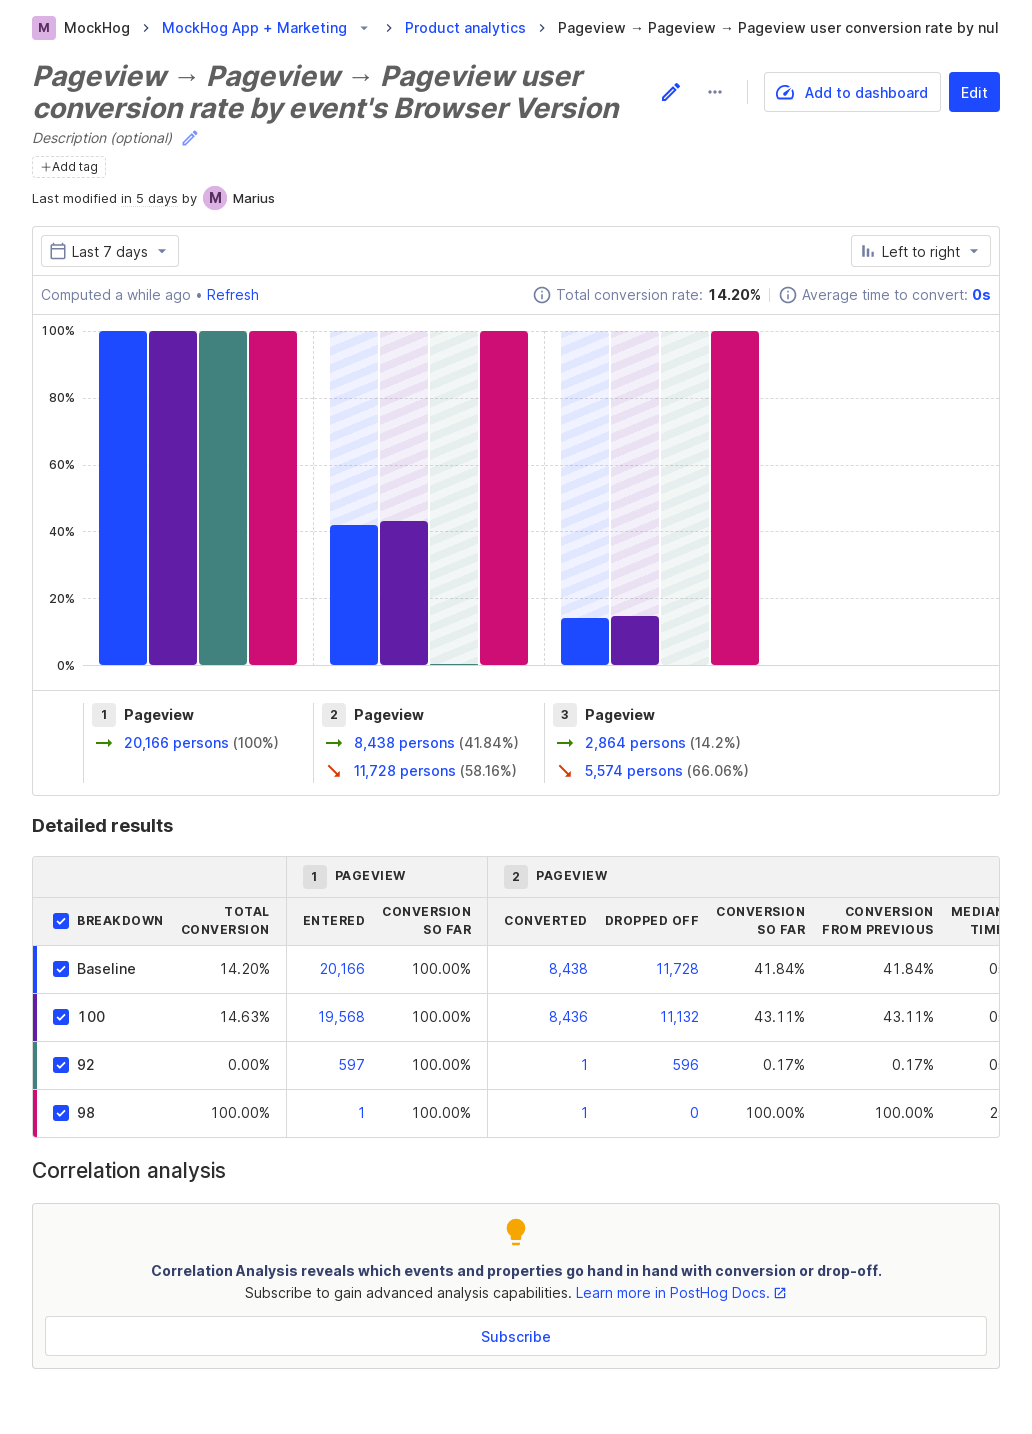 M MockHog > MockHog App + Marketing > Product analytics > Pageview → Pageview → Pageview user conversion rate by nul
Pageview → Pageview → Pageview user
conversion rate by event's Browser Version
Add to dashboard
Edit
Description (optional)
+Add tag
Last modified in 5 days by M Marius
Last 7 days
Left to right
Computed a while ago • Refresh
Total conversion rate: 14.20%
Average time to convert: 0s
100%
80%
60%
40%
20%
0%
1 Pageview
2 Pageview
3 Pageview
→ 20,166 persons (100%)
→ 8,438 persons (41.84%)
→ 2,864 persons (14.2%)
↘ 11,728 persons (58.16%)
↘ 5,574 persons (66.06%)
Detailed results
1 PAGEVIEW
2 PAGEVIEW
BREAKDOWN
TOTAL
CONVERSION
ENTERED
CONVERSION
SO FAR
CONVERTED
DROPPED OFF
CONVERSION
SO FAR
CONVERSION
FROM PREVIOUS
MEDIAN
TIME
Baseline 14.20% 20,166 100.00% 8,438 11,728 41.84% 41.84% 0
100 14.63% 19,568 100.00% 8,436 11,132 43.11% 43.11% 0
92 0.00% 597 100.00% 1 596 0.17% 0.17% 0
98 100.00% 1 100.00% 1 0 100.00% 100.00% 2
Correlation analysis
Correlation Analysis reveals which events and properties go hand in hand with conversion or drop-off.
Subscribe to gain advanced analysis capabilities. Learn more in PostHog Docs.
Subscribe